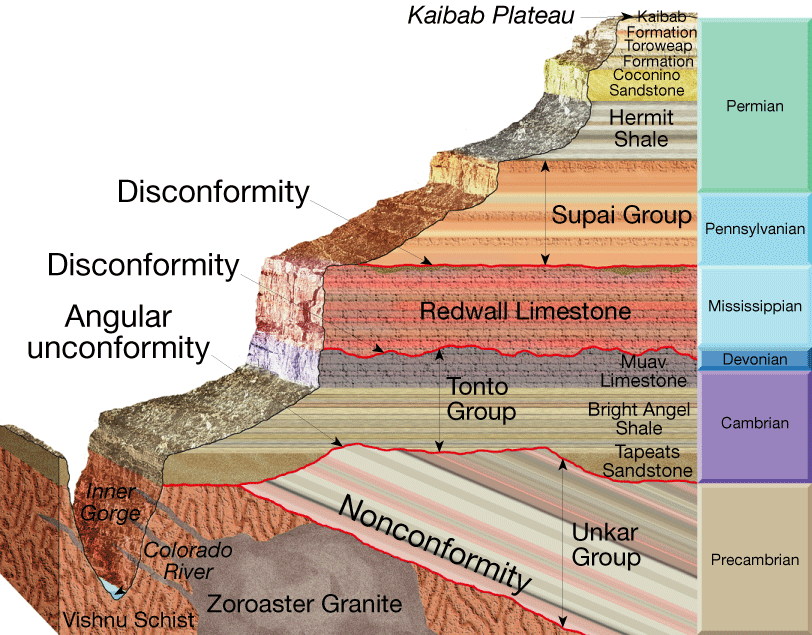 Kaibab Plateau
Kaibab
Formation
Toroweap
Formation
Coconino
Sandstone
Hermit
Shale
Permian
Disconformity
Supai Group
Pennsylvanian
Disconformity
Redwall Limestone
Mississippian
Angular
unconformity
Muav
Limestone
Devonian
Tonto
Group
Bright Angel
Shale
Cambrian
Tapeats
Sandstone
Inner
Gorge
Nonconformity
Unkar
Group
Precambrian
Colorado
River
Zoroaster Granite
Vishnu Schist